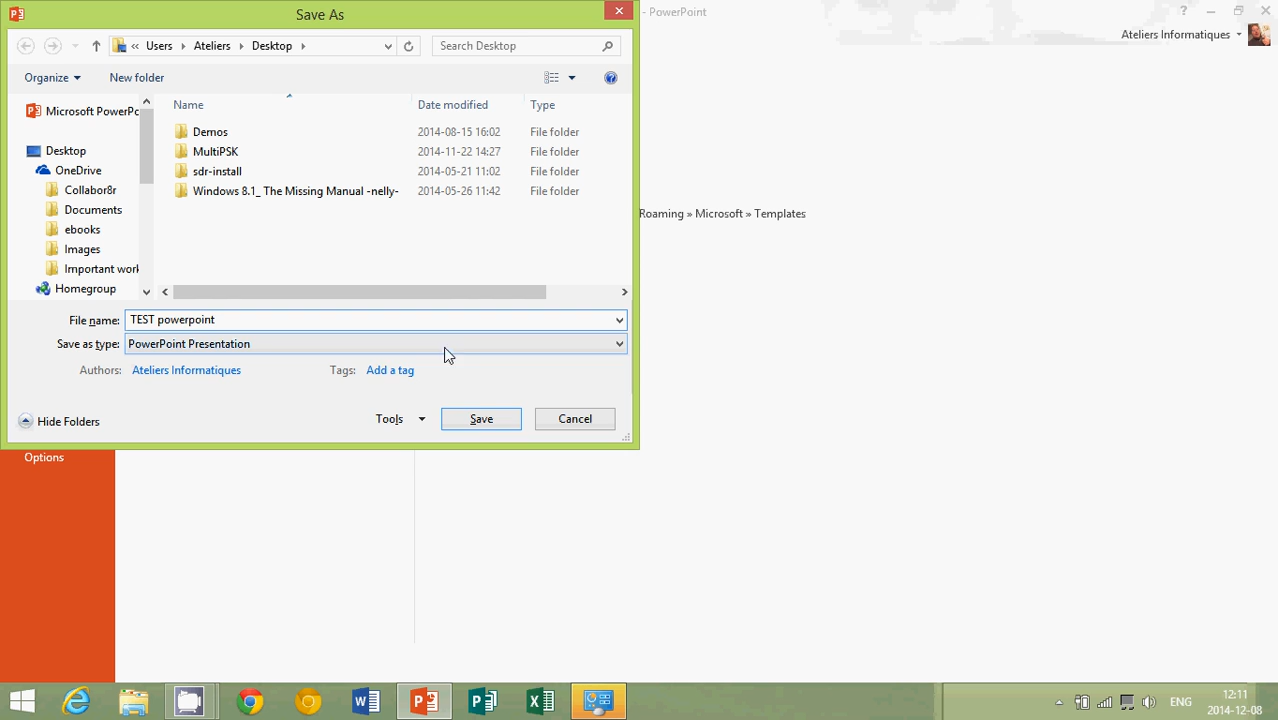 Save As
- PowerPoint
?
Ateliers Informatiques
« Users Ateliers Desktop
Search Desktop
Organize
New folder
Name Date modified Type
Microsoft PowerPo
Desktop
OneDrive
Collabor8r
Documents
ebooks
Images
Important work
Homegroup
Demos 2014-08-15 16:02 File folder
MultiPSK 2014-11-22 14:27 File folder
sdr-install 2014-05-21 11:02 File folder
Windows 8.1_ The Missing Manual -nelly- 2014-05-26 11:42 File folder
Roaming » Microsoft » Templates
File name: TEST powerpoint
Save as type: PowerPoint Presentation
Authors: Ateliers Informatiques Tags: Add a tag
Hide Folders
Tools
Save
Cancel
Options
ENG
12:11
2014-12-08